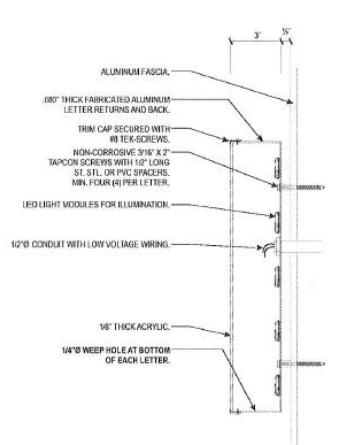 3"
½"
ALUMINUM FASCIA.
.080" THICK FABRICATED ALUMINUM
LETTER RETURNS AND BACK.
TRIM CAP SECURED WITH
#8 TEK-SCREWS.
NON-CORROSIVE 3/16" X 2"
TAPCON SCREWS WITH 1/2" LONG
ST. STL. OR PVC SPACERS,
MIN. FOUR (4) PER LETTER.
LED LIGHT MODULES FOR ILLUMINATION.
1/2"Ø CONDUIT WITH LOW VOLTAGE WIRING.
1/8" THICK ACRYLIC.
1/4"Ø WEEP HOLE AT BOTTOM
OF EACH LETTER.